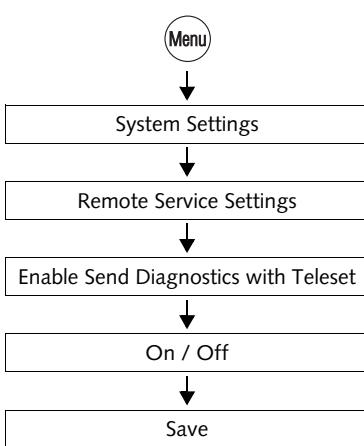 Menu
System Settings
Remote Service Settings
Enable Send Diagnostics with Teleset
On / Off
Save